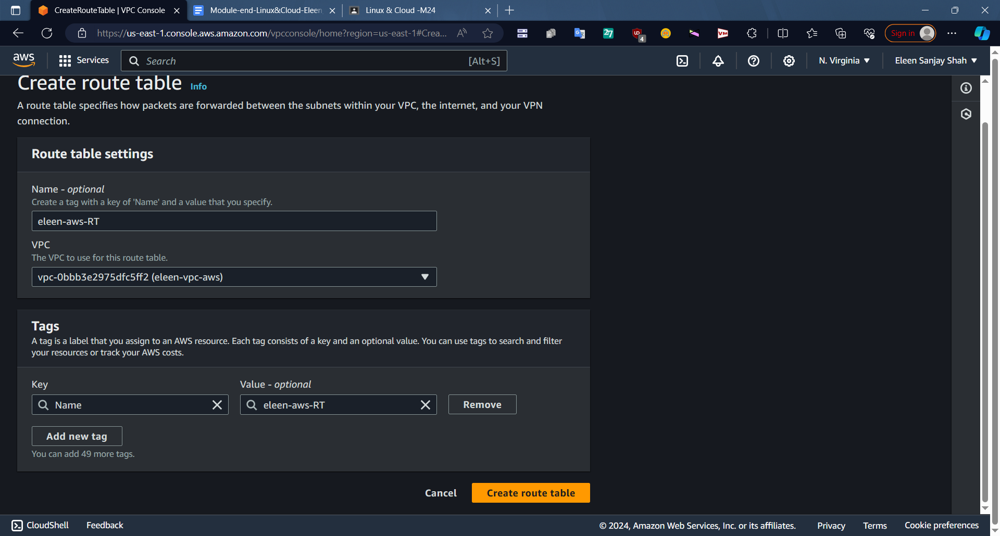 CreateRouteTable | VPC Console
Module-end-Linux&Cloud-Eleen
Linux & Cloud -M24
https://us-east-1.console.aws.amazon.com/vpcconsole/home?region=us-east-1#Crea...
27
4
VM
Sign in
aws
Services
Search
[Alt+S]
N. Virginia
Eleen Sanjay Shah
Create route table Info
A route table specifies how packets are forwarded between the subnets within your VPC, the internet, and your VPN
connection.
Route table settings
Name - optional
Create a tag with a key of 'Name' and a value that you specify.
eleen-aws-RT
VPC
The VPC to use for this route table.
vpc-0bbb3e2975dfc5ff2 (eleen-vpc-aws)
Tags
A tag is a label that you assign to an AWS resource. Each tag consists of a key and an optional value. You can use tags to search and filter
your resources or track your AWS costs.
Key
Value - optional
Name
eleen-aws-RT
Remove
Add new tag
You can add 49 more tags.
Cancel
Create route table
CloudShell
Feedback
© 2024, Amazon Web Services, Inc. or its affiliates.
Privacy
Terms
Cookie preferences